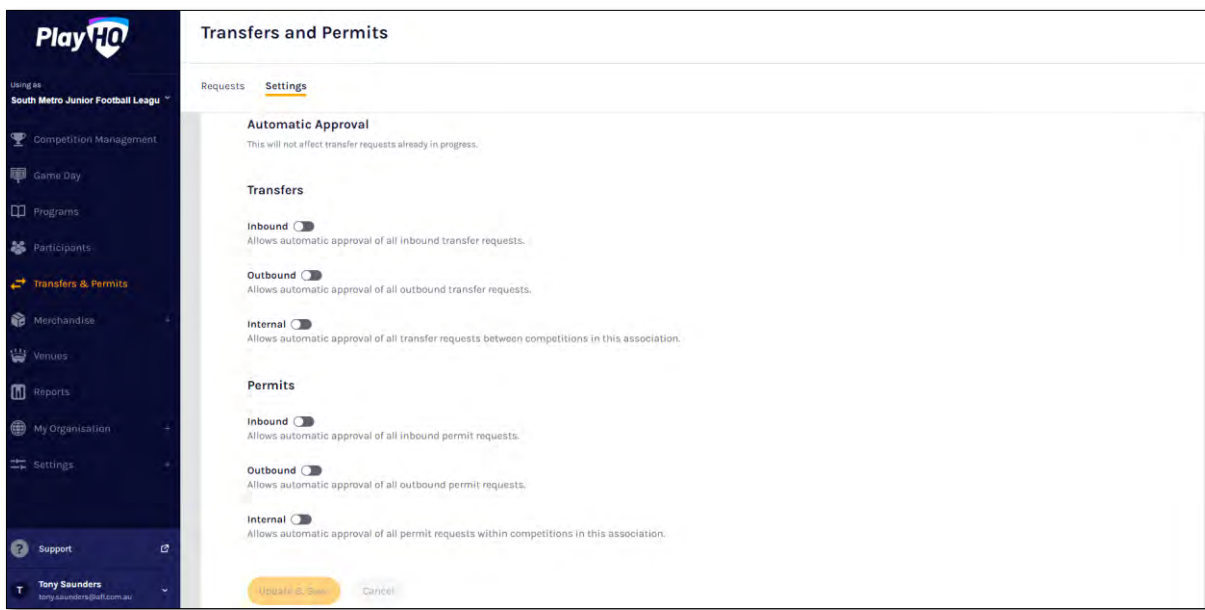 PlayHQ
Transfers and Permits
Using as
South Metro Junior Football Leagu
Requests Settings
Competition Management
Game Day
Programs
Participants
Transfers & Permits
Merchandise +
Venues
Reports
My Organisation +
Settings +
Support
T
Tony Saunders
tony.saunders@afl.com.au
Automatic Approval
This will not affect transfer requests already in progress.
Transfers
Inbound
Allows automatic approval of all inbound transfer requests.
Outbound
Allows automatic approval of all outbound transfer requests.
Internal
Allows automatic approval of all transfer requests between competitions in this association.
Permits
Inbound
Allows automatic approval of all inbound permit requests.
Outbound
Allows automatic approval of all outbound permit requests.
Internal
Allows automatic approval of all permit requests within competitions in this association.
Update & Save Cancel